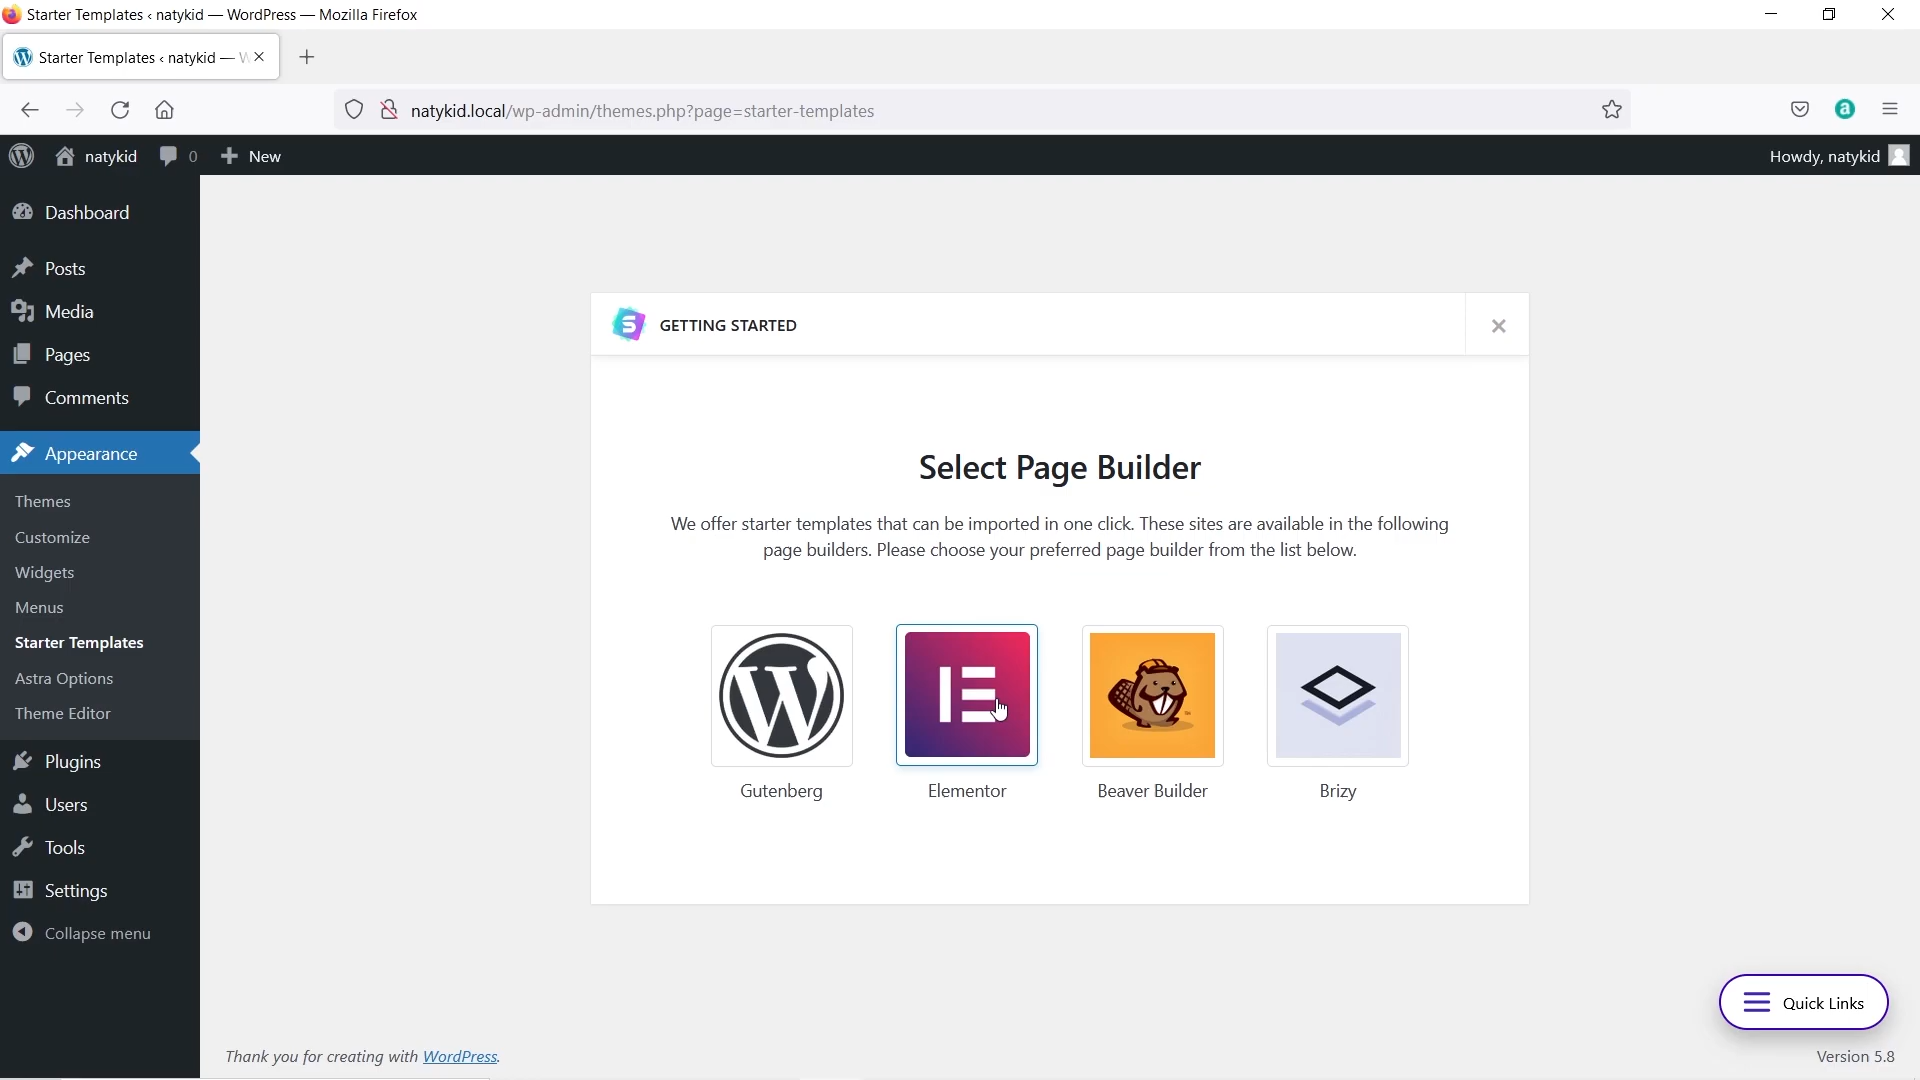 Starter Templates ‹ natykid — WordPress — Mozilla Firefox
Starter Templates ‹ natykid — W
natykid.local/wp-admin/themes.php?page=starter-templates
natykid
0
New
Howdy, natykid
Dashboard
Posts
Media
Pages
Comments
Appearance
Themes
Customize
Widgets
Menus
Starter Templates
Astra Options
Theme Editor
Plugins
Users
Tools
Settings
Collapse menu
GETTING STARTED
Select Page Builder
We offer starter templates that can be imported in one click. These sites are available in the following
page builders. Please choose your preferred page builder from the list below.
Gutenberg
Elementor
Beaver Builder
Brizy
Quick Links
Thank you for creating with WordPress.
Version 5.8